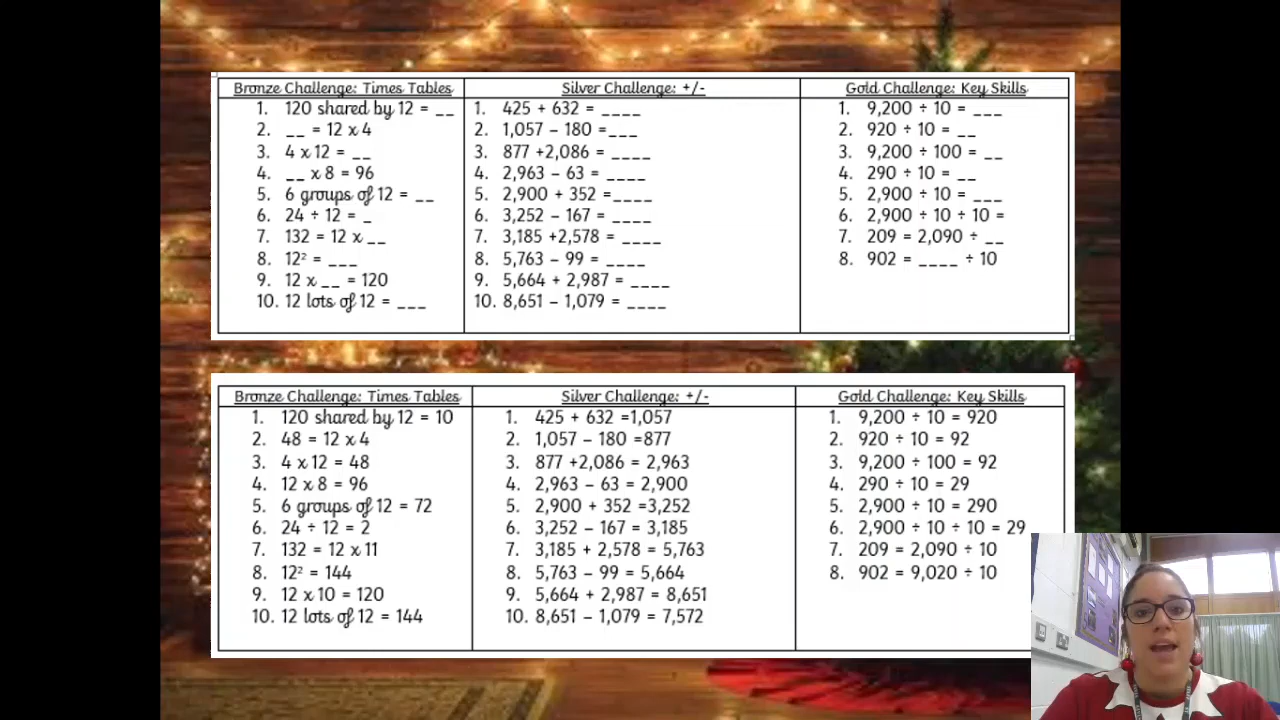 Bronze Challenge: Times Tables
1. 120 shared by 12 = __
2. __ = 12 x 4
3. 4 x 12 = __
4. __ x 8 = 96
5. 6 groups of 12 = __
6. 24 ÷ 12 = _
7. 132 = 12 x __
8. 12² = ___
9. 12 x __ = 120
10. 12 lots of 12 = ___
Silver Challenge: +/-
1. 425 + 632 = ____
2. 1,057 – 180 =___
3. 877 +2,086 = ____
4. 2,963 – 63 = ____
5. 2,900 + 352 =____
6. 3,252 – 167 = ____
7. 3,185 +2,578 = ____
8. 5,763 – 99 = ____
9. 5,664 + 2,987 = ____
10. 8,651 – 1,079 = ____
Gold Challenge: Key Skills
1. 9,200 ÷ 10 = ___
2. 920 ÷ 10 = __
3. 9,200 ÷ 100 = __
4. 290 ÷ 10 = __
5. 2,900 ÷ 10 = ___
6. 2,900 ÷ 10 ÷ 10 =
7. 209 = 2,090 ÷ __
8. 902 = ____ ÷ 10
Bronze Challenge: Times Tables
1. 120 shared by 12 = 10
2. 48 = 12 x 4
3. 4 x 12 = 48
4. 12 x 8 = 96
5. 6 groups of 12 = 72
6. 24 ÷ 12 = 2
7. 132 = 12 x 11
8. 12² = 144
9. 12 x 10 = 120
10. 12 lots of 12 = 144
Silver Challenge: +/-
1. 425 + 632 =1,057
2. 1,057 – 180 =877
3. 877 +2,086 = 2,963
4. 2,963 – 63 = 2,900
5. 2,900 + 352 =3,252
6. 3,252 – 167 = 3,185
7. 3,185 + 2,578 = 5,763
8. 5,763 – 99 = 5,664
9. 5,664 + 2,987 = 8,651
10. 8,651 – 1,079 = 7,572
Gold Challenge: Key Skills
1. 9,200 ÷ 10 = 920
2. 920 ÷ 10 = 92
3. 9,200 ÷ 100 = 92
4. 290 ÷ 10 = 29
5. 2,900 ÷ 10 = 290
6. 2,900 ÷ 10 ÷ 10 = 29
7. 209 = 2,090 ÷ 10
8. 902 = 9,020 ÷ 10